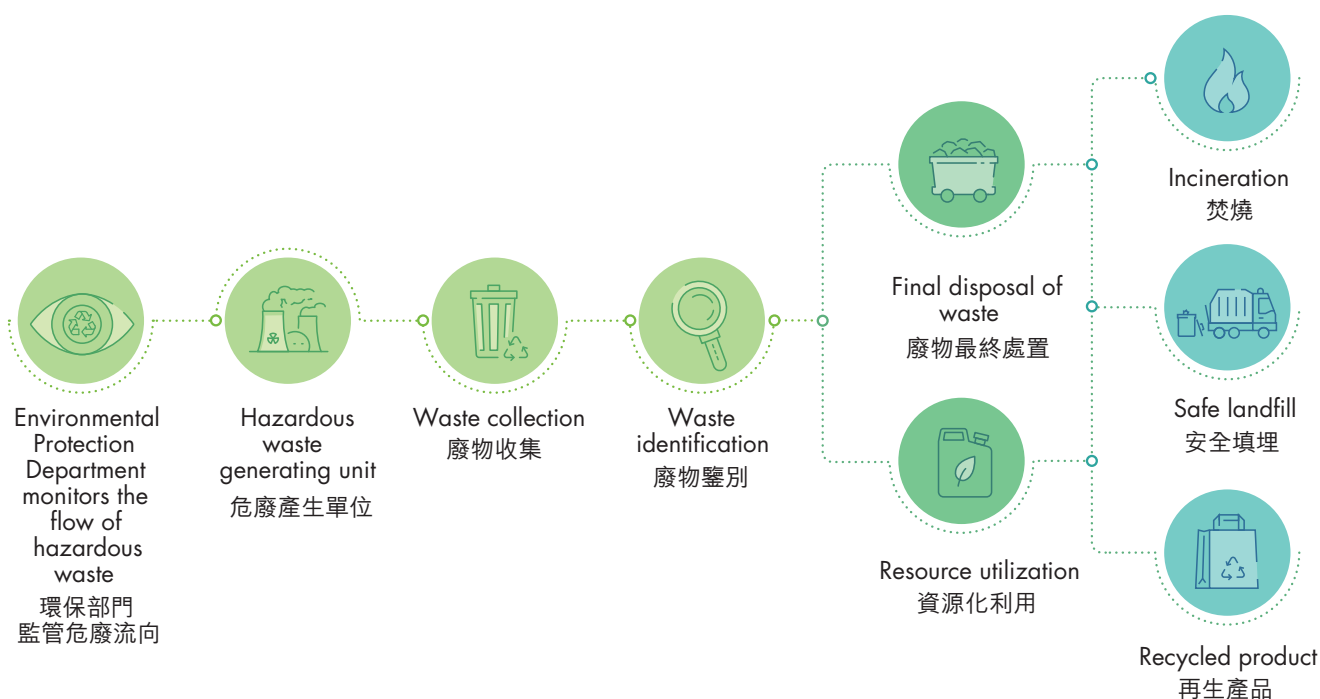 Environmental
Protection
Department
monitors the
flow of
hazardous
waste
環保部門
監管危廢流向
Hazardous
waste
generating unit
危廢產生單位
Waste collection
廢物收集
Waste
identification
廢物鑒別
Final disposal of
waste
廢物最終處置
Resource utilization
資源化利用
Incineration
焚燒
Safe landfill
安全填埋
Recycled product
再生產品